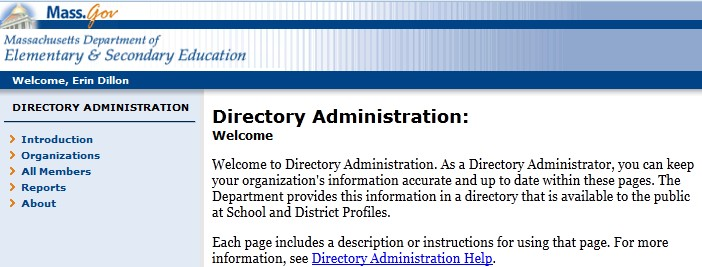 Mass.Gov
Massachusetts Department of
Elementary & Secondary Education
Welcome, Erin Dillon
DIRECTORY ADMINISTRATION
Introduction
Organizations
All Members
Reports
About
Directory Administration:
Welcome
Welcome to Directory Administration. As a Directory Administrator, you can keep
your organization's information accurate and up to date within these pages. The
Department provides this information in a directory that is available to the public
at School and District Profiles.
Each page includes a description or instructions for using that page. For more
information, see Directory Administration Help.